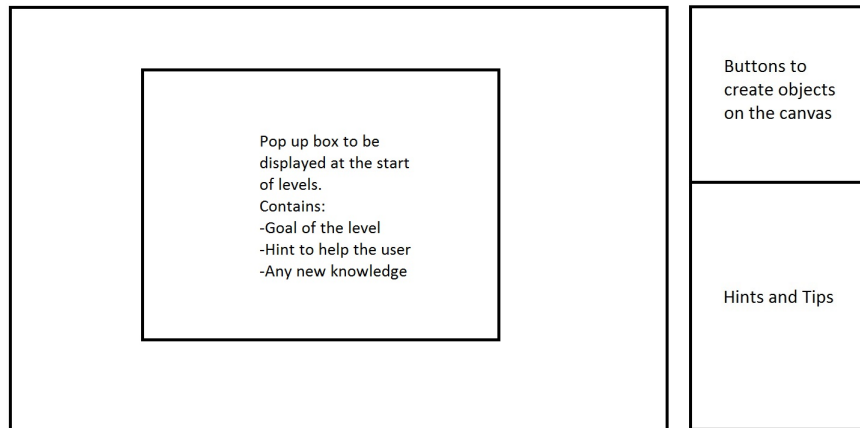 Pop up box to be
displayed at the start
of levels.
Contains:
-Goal of the level
-Hint to help the user
-Any new knowledge
Buttons to
create objects
on the canvas
Hints and Tips